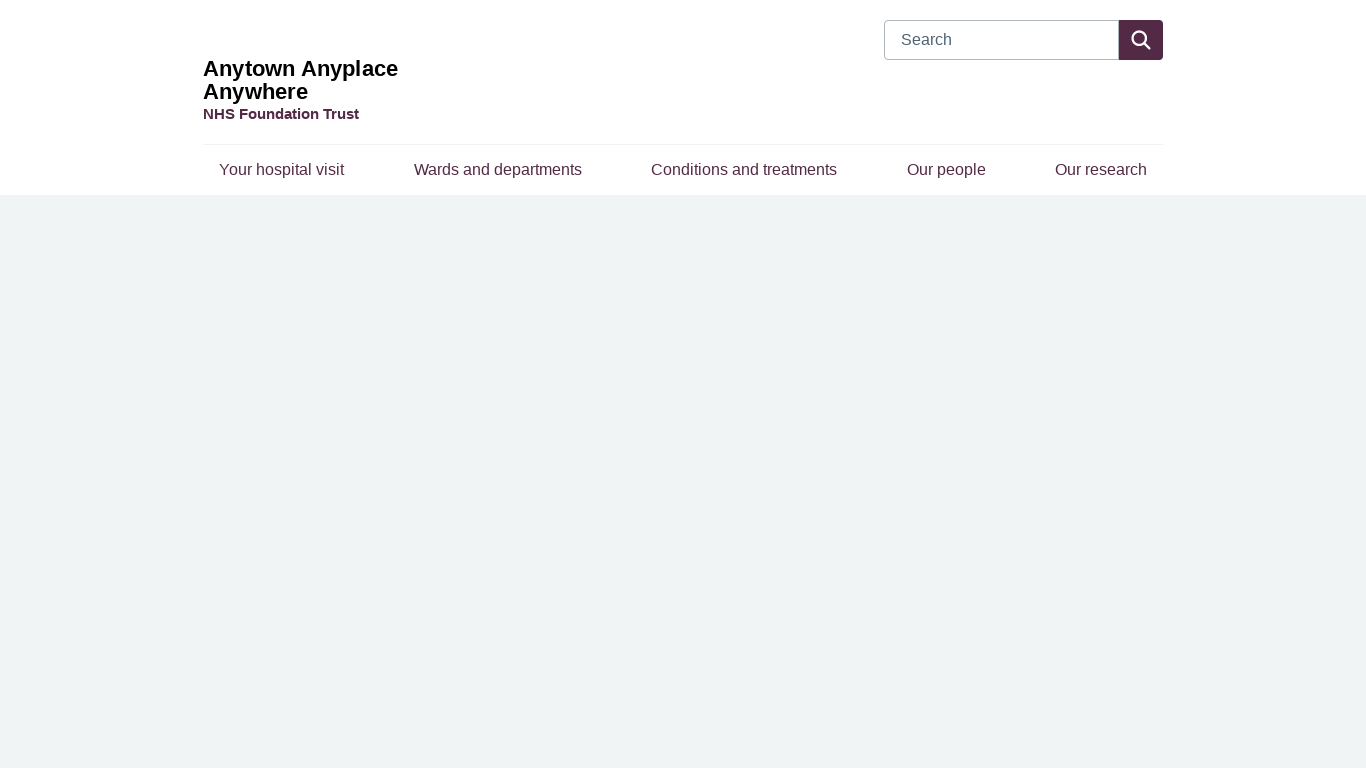 Search
Anytown Anyplace
Anywhere
NHS Foundation Trust
Your hospital visit
Wards and departments
Conditions and treatments
Our people
Our research